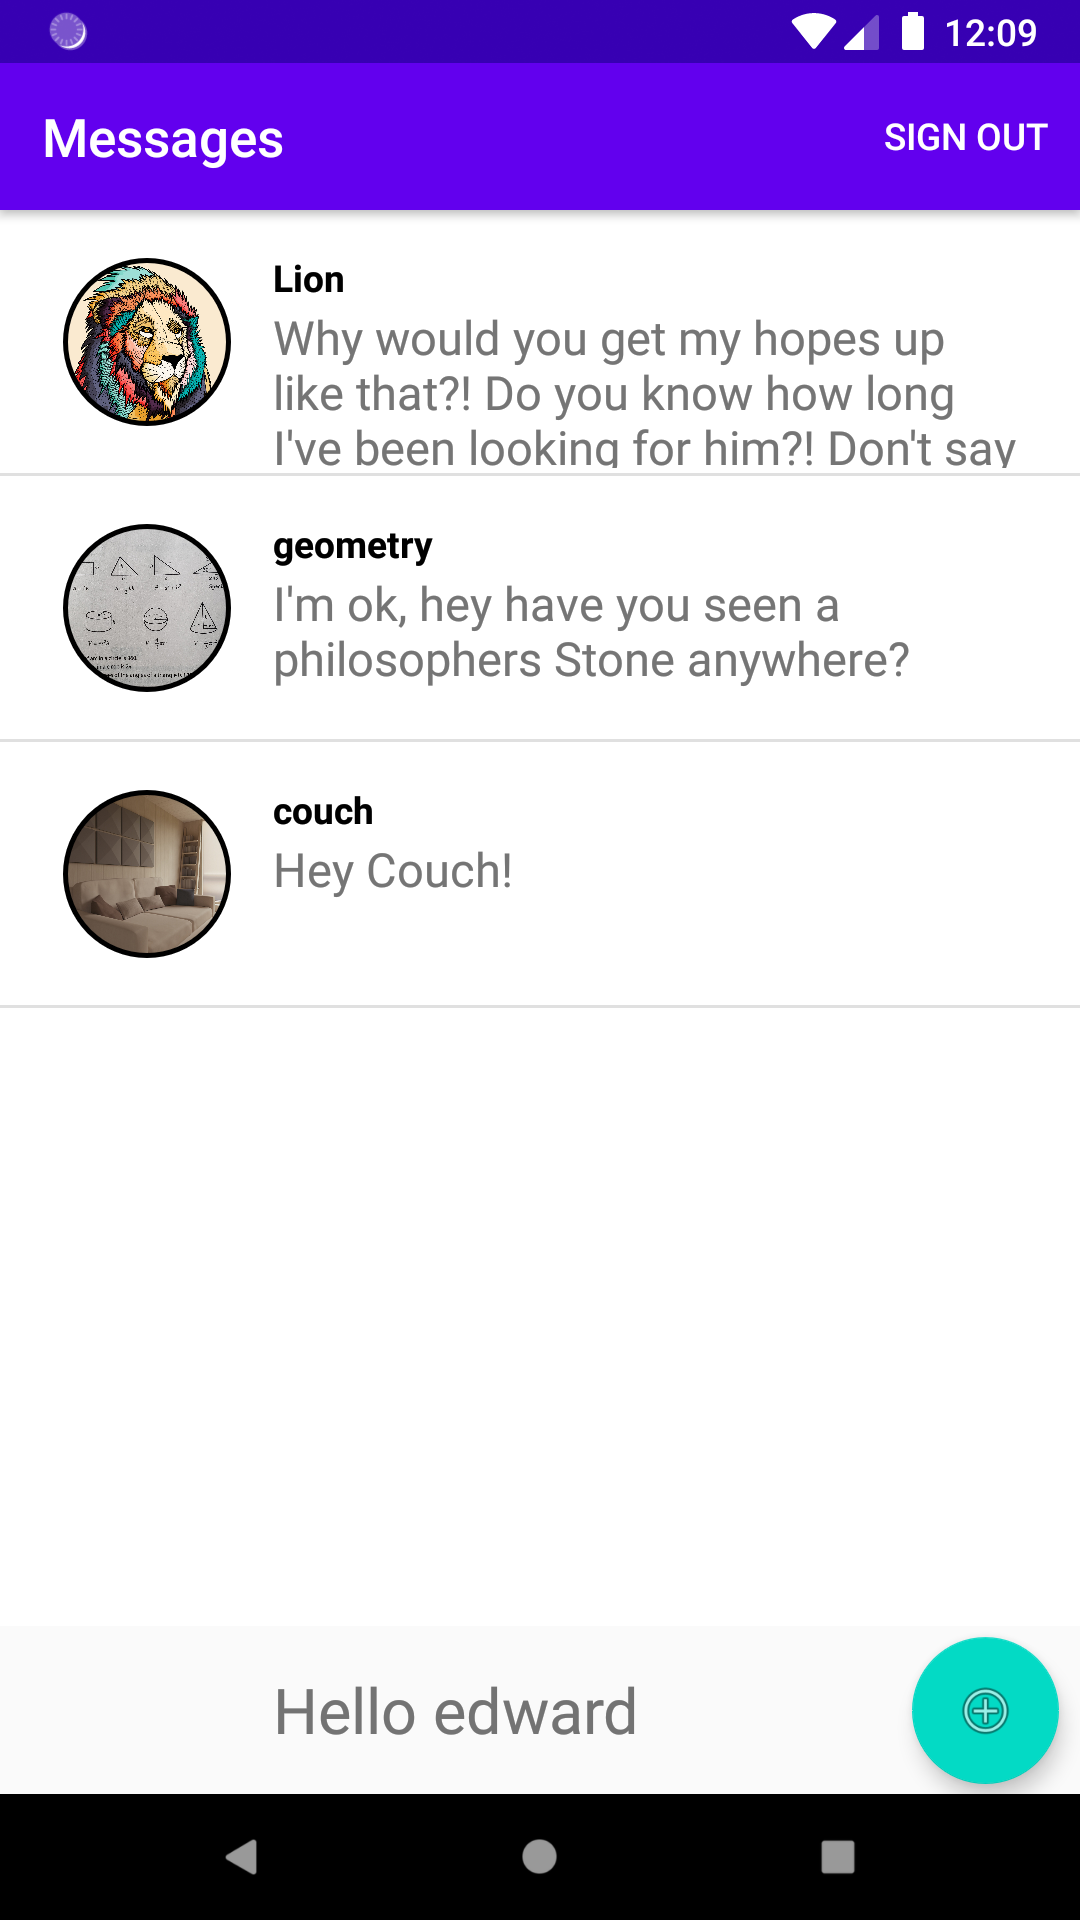 12:09
Messages
SIGN OUT
Lion
Why would you get my hopes up
like that?! Do you know how long
I've been looking for him?! Don't say
geometry
I'm ok, hey have you seen a
philosophers Stone anywhere?
couch
Hey Couch!
Hello edward